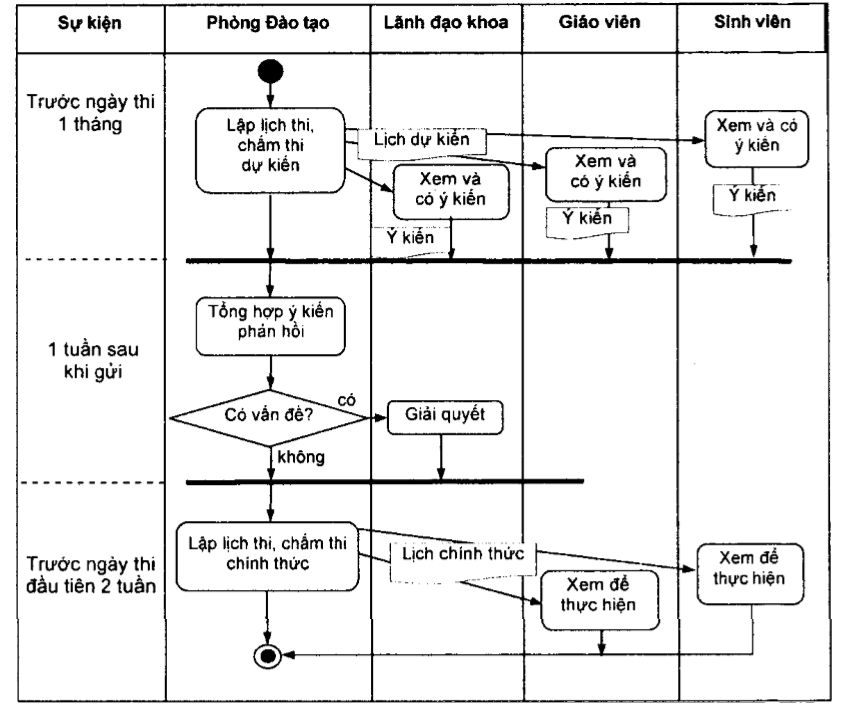 Sự kiện
Phòng Đào tạo
Lãnh đạo khoa
Giáo viên
Sinh viên
Trước ngày thi
1 tháng
Lập lịch thi,
chấm thi
dự kiến
Lịch dự kiến
Xem và
có ý kiến
Ý kiến
Xem và
có ý kiến
Ý kiến
Xem và có
ý kiến
Ý kiến
1 tuần sau
khi gửi
Tổng hợp ý kiến
phản hồi
Có vấn đề?
có
Giải quyết
không
Trước ngày thi
đầu tiên 2 tuần
Lập lịch thi, chấm thi
chính thức
Lịch chính thức
Xem để
thực hiện
Xem để
thực hiện